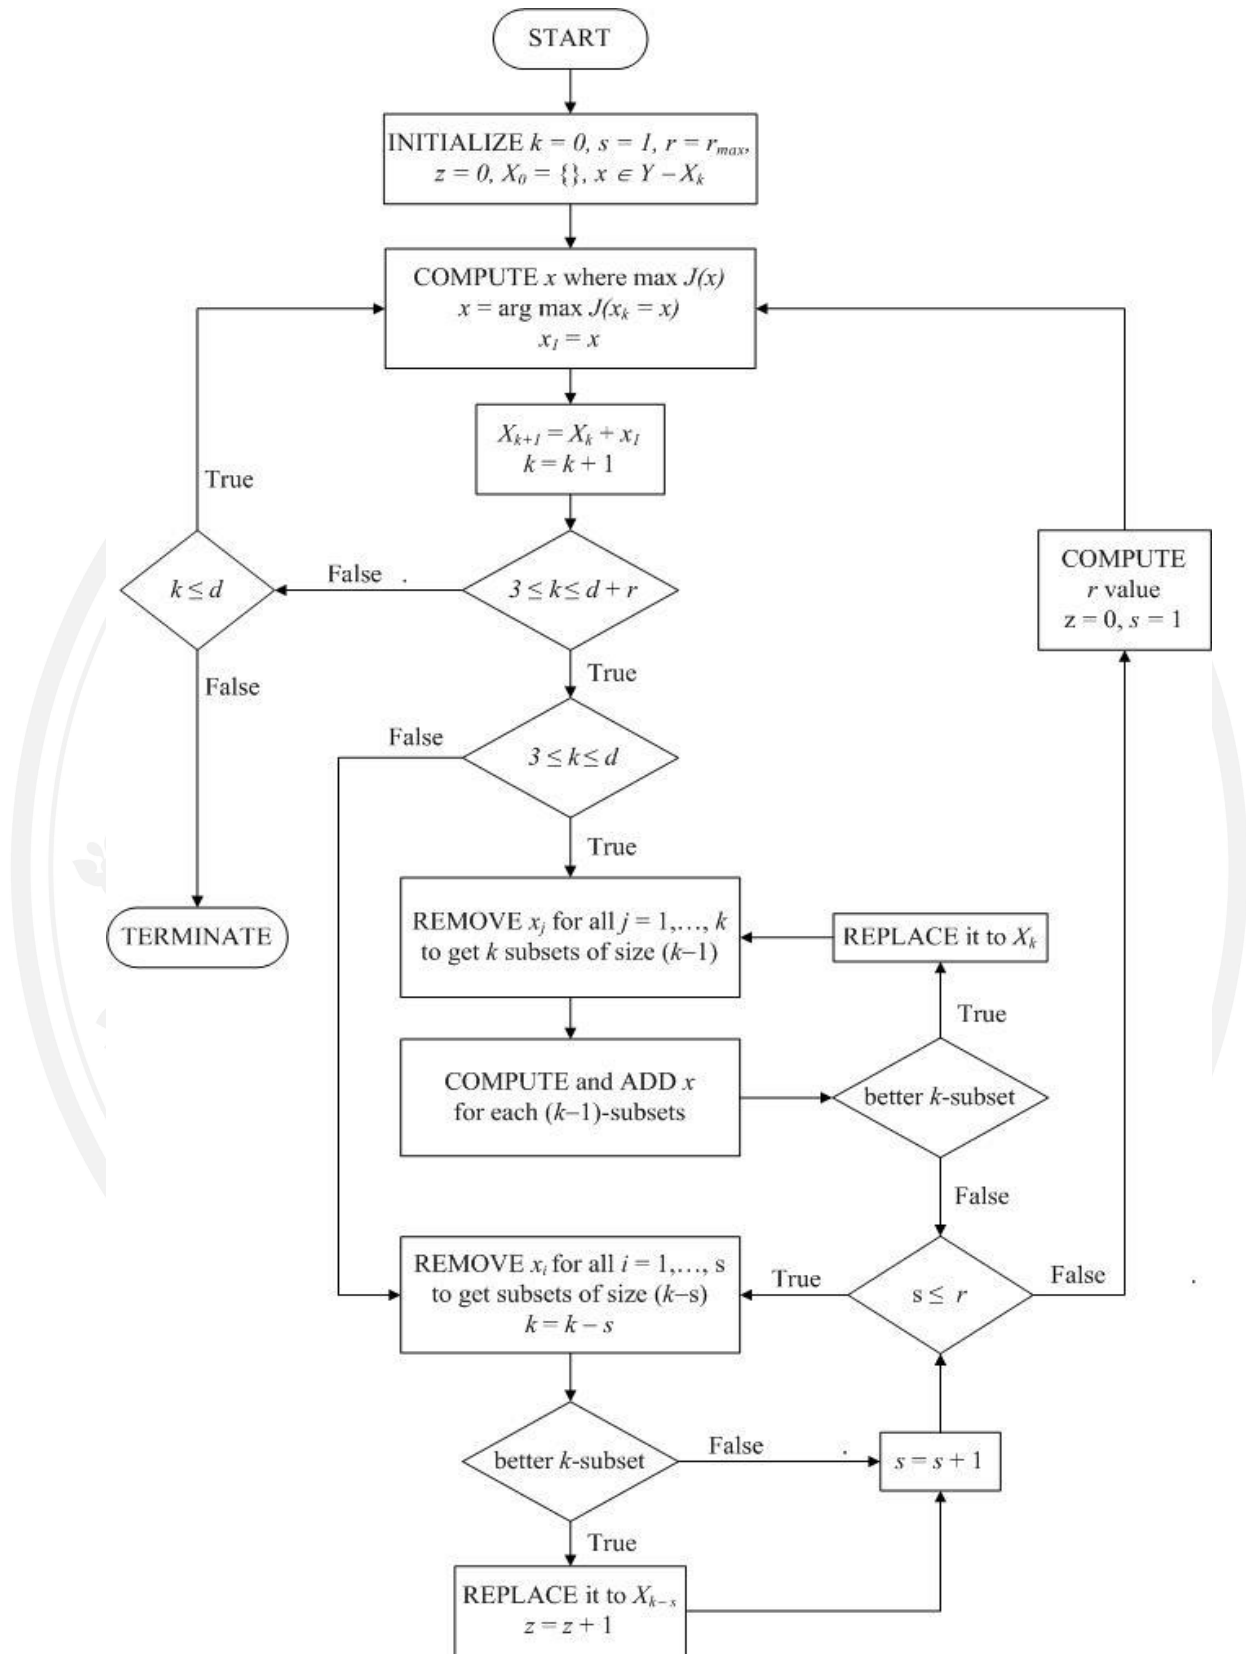 START
INITIALIZE k = 0, s = 1, r = rmax,
z = 0, X0 = {}, x ∈ Y – Xk
COMPUTE x where max J(x)
x = arg max J(xk = x)
x1 = x
Xk+1 = Xk + x1
k = k + 1
True
k ≤ d
False
3 ≤ k ≤ d + r
COMPUTE
r value
z = 0, s = 1
False
True
False
3 ≤ k ≤ d
True
TERMINATE
REMOVE xj for all j = 1,…, k
to get k subsets of size (k–1)
REPLACE it to Xk
True
COMPUTE and ADD x
for each (k–1)-subsets
better k-subset
False
REMOVE xi for all i = 1,…, s
to get subsets of size (k–s)
k = k – s
True
s ≤ r
False
better k-subset
False
s = s + 1
True
REPLACE it to Xk–s
z = z + 1